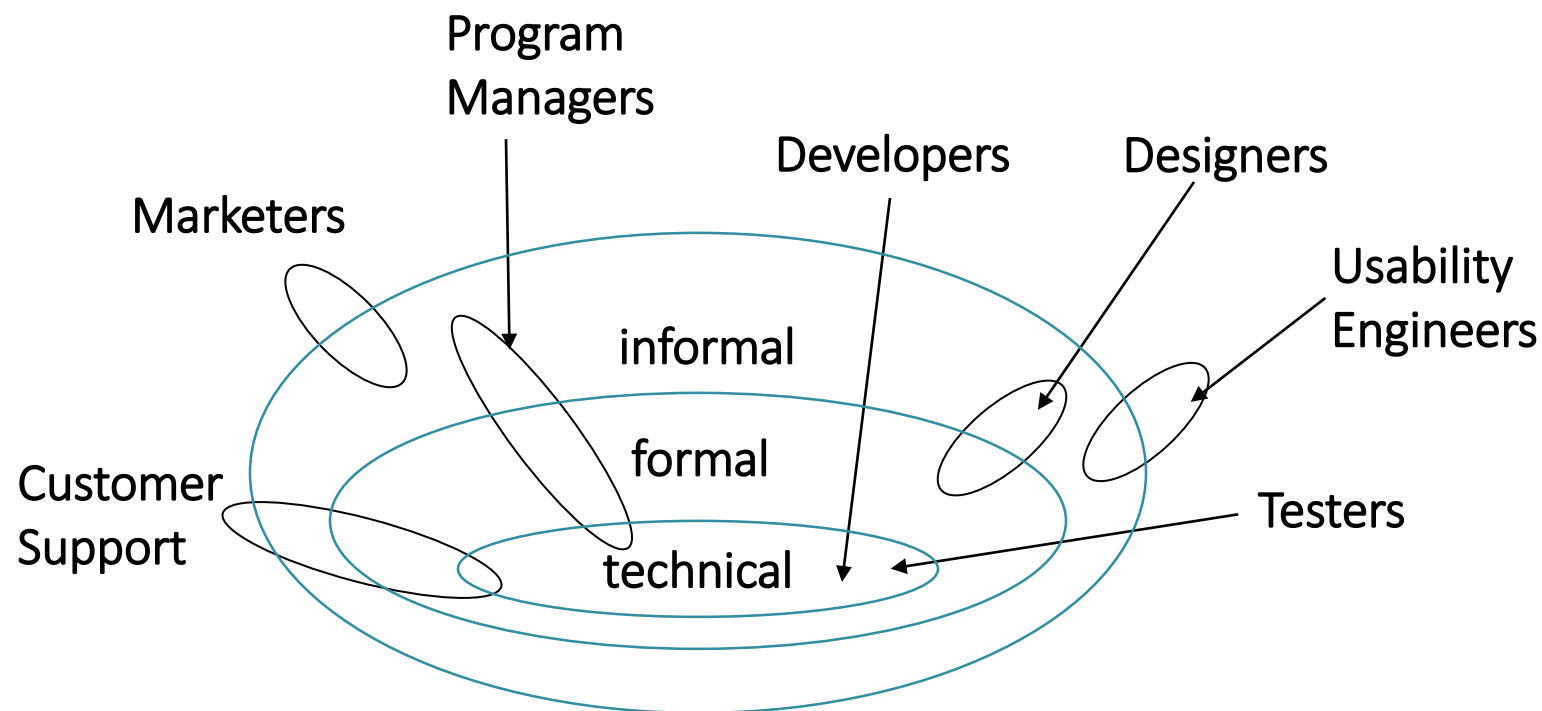 Program
Managers
Developers
Designers
Marketers
Usability
Engineers
informal
formal
Customer
Support
Testers
technical